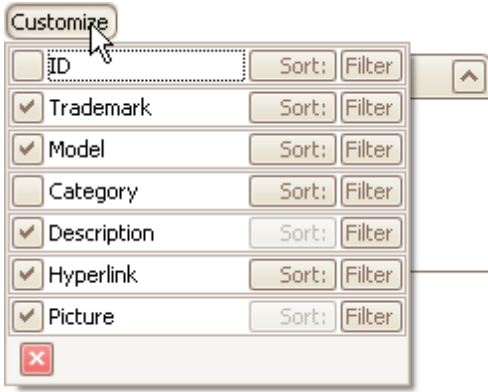 Customize
ID Sort: Filter
Trademark Sort: Filter
Model Sort: Filter
Category Sort: Filter
Description Sort: Filter
Hyperlink Sort: Filter
Picture Sort: Filter